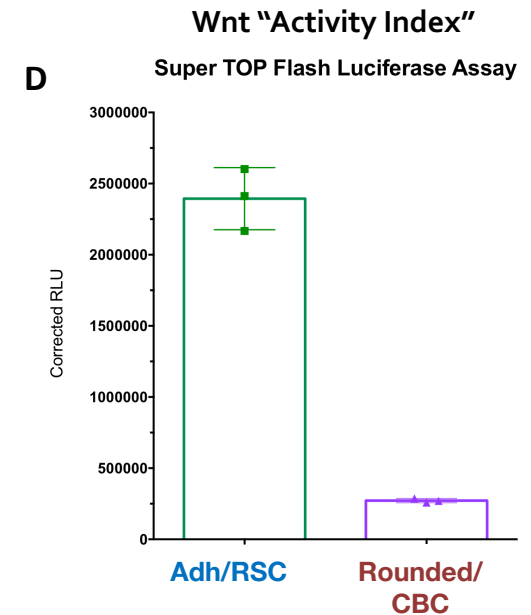 Wnt “Activity Index”
D
Super TOP Flash Luciferase Assay
3000000
2500000
2000000
1500000
1000000
500000
0
Corrected RLU
Adh/RSC
Rounded/
CBC